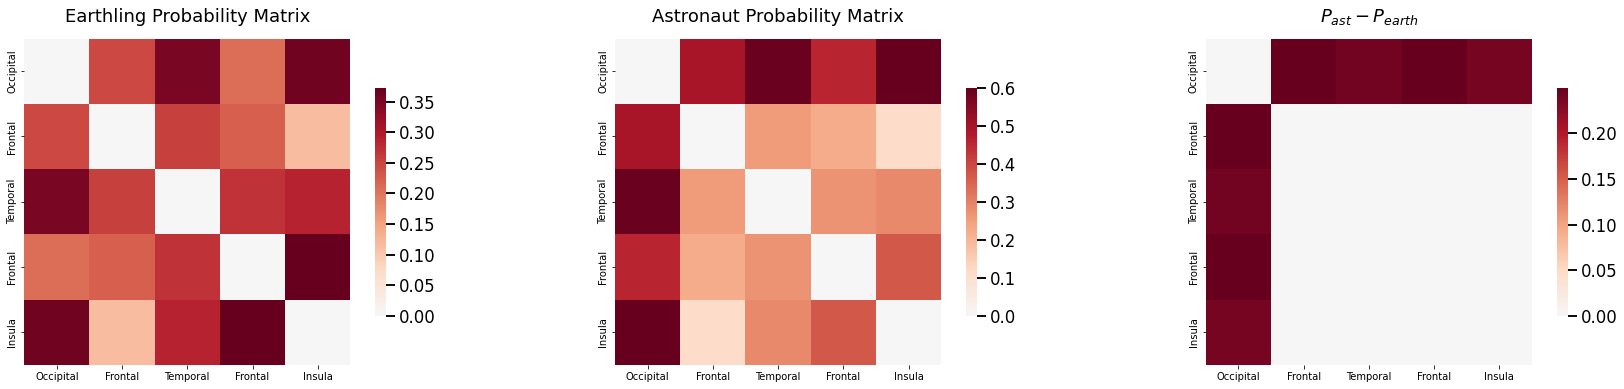 Earthling Probability Matrix
Occipital
Frontal
Temporal
Frontal
Insula
Occipital Frontal Temporal Frontal Insula
0.35
0.30
0.25
0.20
0.15
0.10
0.05
0.00
Astronaut Probability Matrix
Occipital
Frontal
Temporal
Frontal
Insula
Occipital Frontal Temporal Frontal Insula
0.6
0.5
0.4
0.3
0.2
0.1
0.0
P_ast − P_earth
Occipital
Frontal
Temporal
Frontal
Insula
Occipital Frontal Temporal Frontal Insula
0.20
0.15
0.10
0.05
0.00